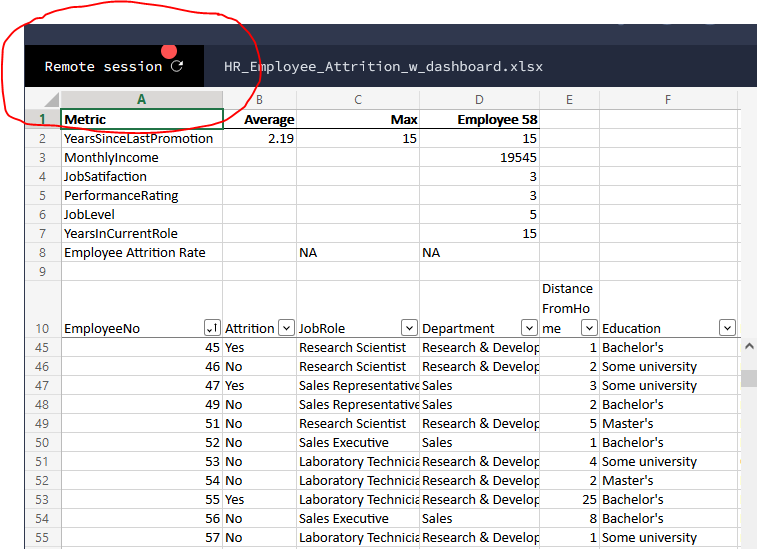 Remote session HR_Employee_Attrition_w_dashboard.xlsx
A B C D E F
1 Metric Average Max Employee 58
2 YearsSinceLastPromotion 2.19 15 15
3 MonthlyIncome 19545
4 JobSatifaction 3
5 PerformanceRating 3
6 JobLevel 5
7 YearsInCurrentRole 15
8 Employee Attrition Rate NA NA
9
Distance
FromHo
10 EmployeeNo Attrition JobRole Department me Education
45 45 Yes Research Scientist Research & Develop 1 Bachelor's
46 46 No Research Scientist Research & Develop 2 Some university
47 47 Yes Sales Representative Sales 3 Some university
48 49 No Sales Representative Sales 2 Bachelor's
49 51 No Research Scientist Research & Develop 5 Master's
50 52 No Sales Executive Sales 1 Bachelor's
51 53 No Laboratory Technicia Research & Develop 4 Some university
52 54 No Laboratory Technicia Research & Develop 2 Master's
53 55 Yes Laboratory Technicia Research & Develop 25 Bachelor's
54 56 No Sales Executive Sales 8 Bachelor's
55 57 No Laboratory Technicia Research & Develop 1 Some university